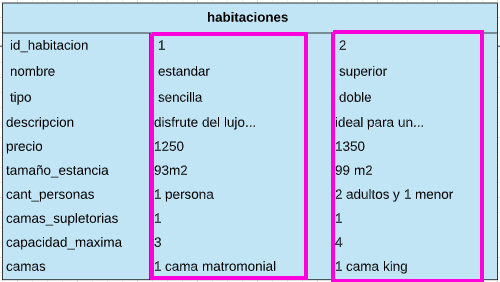 habitaciones
id_habitacion 1 2
nombre estandar superior
tipo sencilla doble
descripcion disfrute del lujo... ideal para un...
precio 1250 1350
tamaño_estancia 93m2 99 m2
cant_personas 1 persona 2 adultos y 1 menor
camas_supletorias 1 1
capacidad_maxima 3 4
camas 1 cama matromonial 1 cama king